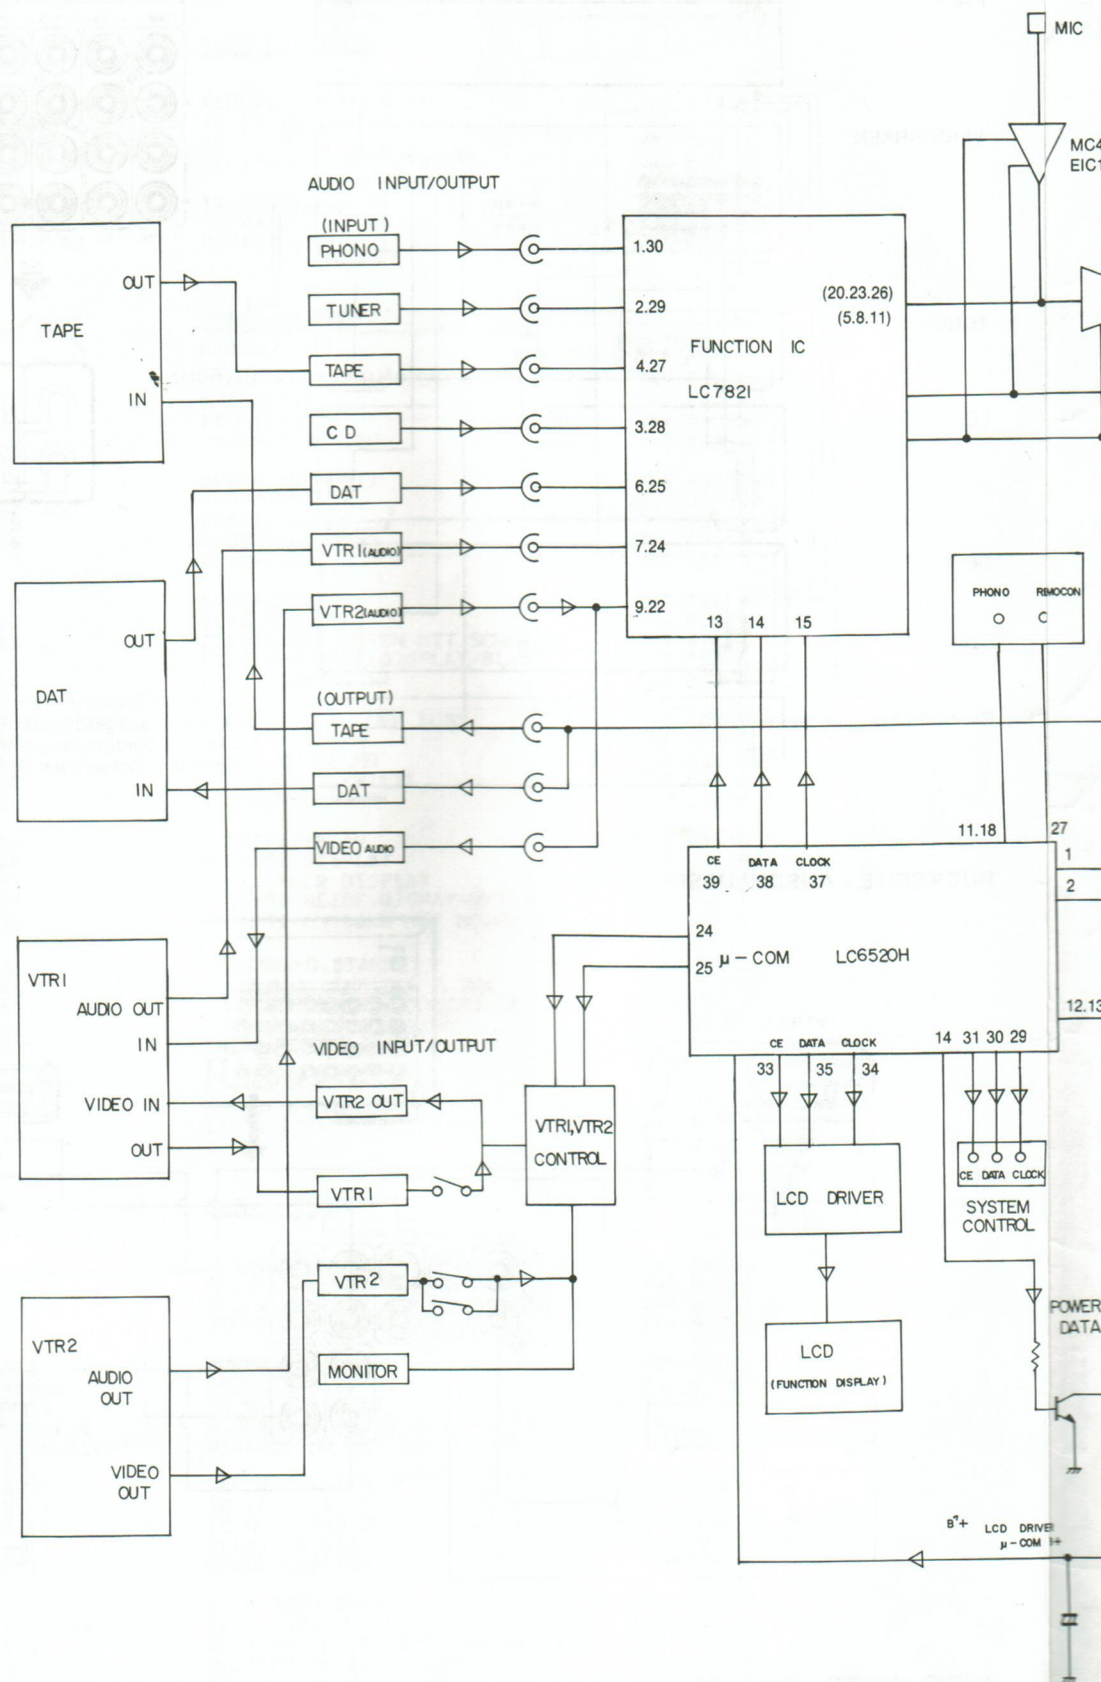 MIC
MC4
EIC1
AUDIO INPUT/OUTPUT
(INPUT)
PHONO
TUNER
TAPE
CD
DAT
VTR1(AUDIO)
VTR2(AUDIO)
(OUTPUT)
TAPE
DAT
VIDEO AUDIO
TAPE
OUT
IN
DAT
OUT
IN
VTR1
AUDIO OUT
IN
VIDEO IN
OUT
VTR2
AUDIO
OUT
VIDEO
OUT
1.30
2.29
4.27
3.28
6.25
7.24
9.22
(20.23.26)
(5.8.11)
FUNCTION IC
LC7821
13 14 15
PHONO REMOCON
11.18 27
1
2
12.13
CE DATA CLOCK
39 38 37
24
25
μ-COM LC6520H
CE DATA CLOCK
33 35 34
14 31 30 29
VIDEO INPUT/OUTPUT
VTR2 OUT
VTR1
VTR2
MONITOR
VTR1,VTR2
CONTROL
LCD DRIVER
LCD
(FUNCTION DISPLAY)
CE DATA CLOCK
SYSTEM
CONTROL
POWER
DATA
LCD DRIVE
μ-COM B+